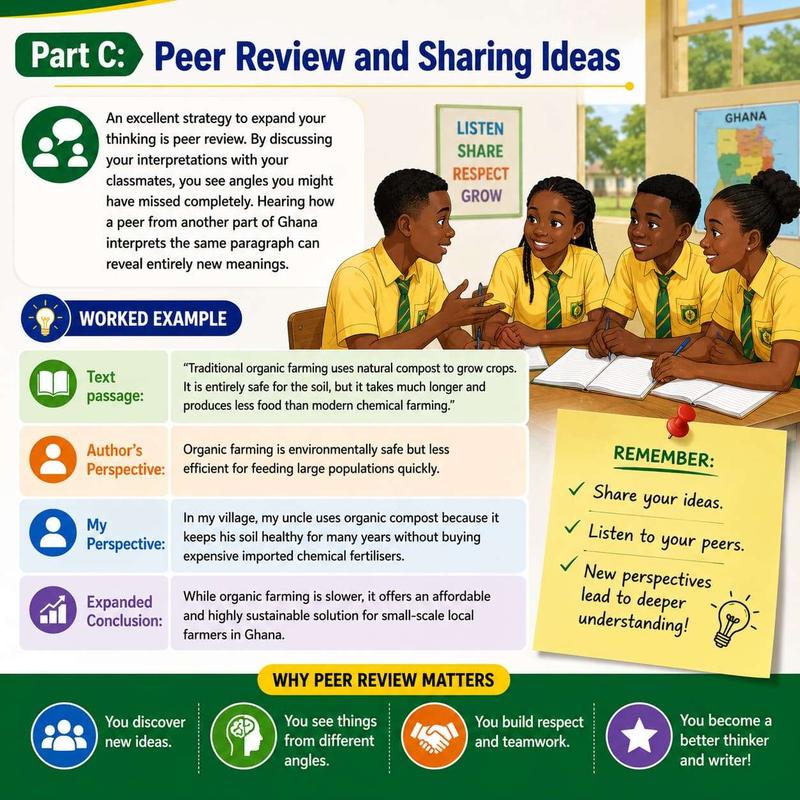 Part C: Peer Review and Sharing Ideas
An excellent strategy to expand your
thinking is peer review. By discussing
your interpretations with your
classmates, you see angles you might
have missed completely. Hearing how
a peer from another part of Ghana
interprets the same paragraph can
reveal entirely new meanings.
LISTEN
SHARE
RESPECT
GROW
GHANA
WORKED EXAMPLE
Text
passage:
“Traditional organic farming uses natural compost to grow crops.
It is entirely safe for the soil, but it takes much longer and
produces less food than modern chemical farming.”
Author’s
Perspective:
Organic farming is environmentally safe but less
efficient for feeding large populations quickly.
My
Perspective:
In my village, my uncle uses organic compost because it
keeps his soil healthy for many years without buying
expensive imported chemical fertilisers.
Expanded
Conclusion:
While organic farming is slower, it offers an affordable
and highly sustainable solution for small-scale local
farmers in Ghana.
REMEMBER:
Share your ideas.
Listen to your peers.
New perspectives
lead to deeper
understanding!
WHY PEER REVIEW MATTERS
You discover
new ideas.
You see things
from different
angles.
You build respect
and teamwork.
You become a
better thinker
and writer!